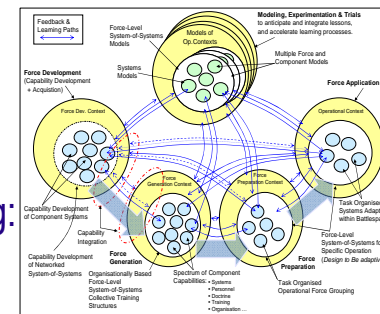 Feedback &
Learning Paths
Force-Level
System-of-Systems
Models
Systems
Models
Models of
Op.Contexts
Modeling, Experimentation & Trials
to anticipate and integrate lessons,
and accelerate learning processes.
Multiple Force and
Component Models
Force Development
(Capability Development
+ Acquisition)
Force Dev. Context
Force Application
Operational Context
Force
Generation Context
Force
Preparation Context
g:
Capability Development
of Component Systems
Capability
Integration
Capability Development
of Networked
System-of-Systems
Force
Generation
Organisationally Based
Force-Level
System-of-Systems
Collective Training
Structures
Spectrum of Component
Capabilities:
• Systems
• Personnel
• Doctrine
• Training
• Organisation ...
Force
Preparation
Task Organised
Operational Force Grouping
Task Organised
Systems Adapt
within Battlespa
Force-Level
System-of-Systems fo
Specific Operation
(Design to Be adaptiv